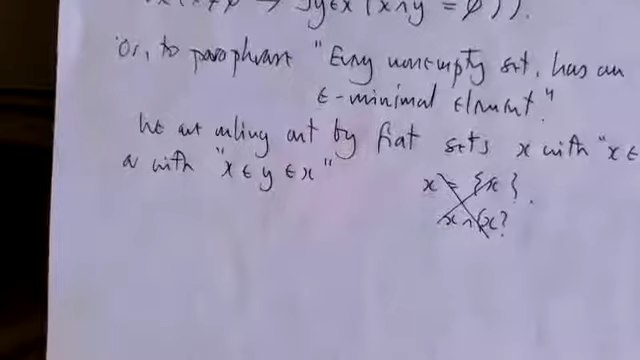 (x≠∅ → ∃y∈x (x∩y = ∅)).
Or, to paraphrase "Every nonempty set, has an
∈-minimal element."
We are ruling out by fiat sets x with "x ∈
or with "x ∈ y ∈ x"
x = {x}.
x ∩ {x?